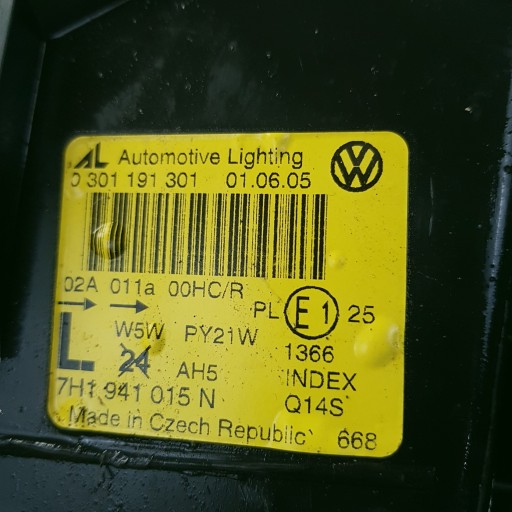 AL Automotive Lighting
0 301 191 301 01.06.05
02A 011a 00HC/R
PL E1 25
L W5W PY21W 1366
24 AH5 INDEX
7H1 941 015 N Q14S
Made in Czech Republic 668